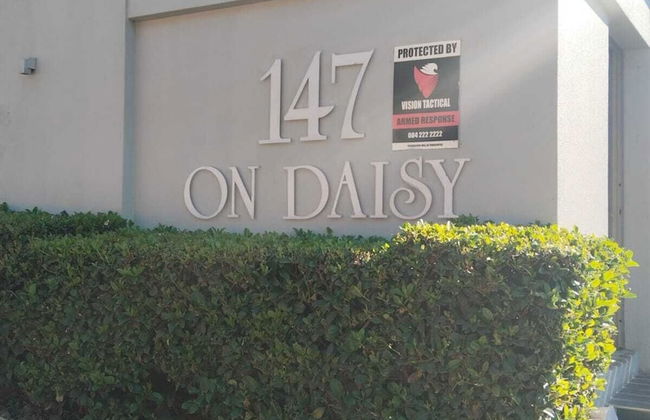 147
ON DAISY
PROTECTED BY
VISION TACTICAL
ARMED RESPONSE
084 222 2222